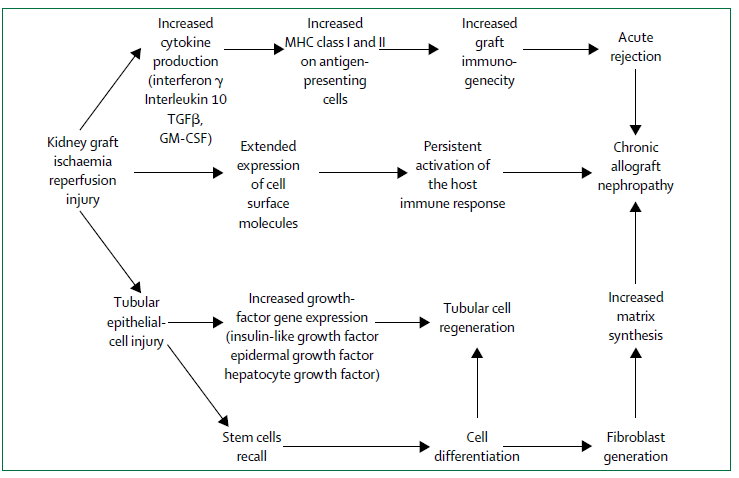 Increased
cytokine
production
(interferon γ
Interleukin 10
TGFβ,
GM-CSF)
Increased
MHC class I and II
on antigen-
presenting
cells
Increased
graft
immuno-
genecity
Acute
rejection
Kidney graft
ischaemia
reperfusion
injury
Extended
expression
of cell
surface
molecules
Persistent
activation of
the host
immune response
Chronic
allograft
nephropathy
Tubular
epithelial-
cell injury
Increased growth-
factor gene expression
(insulin-like growth factor
epidermal growth factor
hepatocyte growth factor)
Tubular cell
regeneration
Increased
matrix
synthesis
Stem cells
recall
Cell
differentiation
Fibroblast
generation